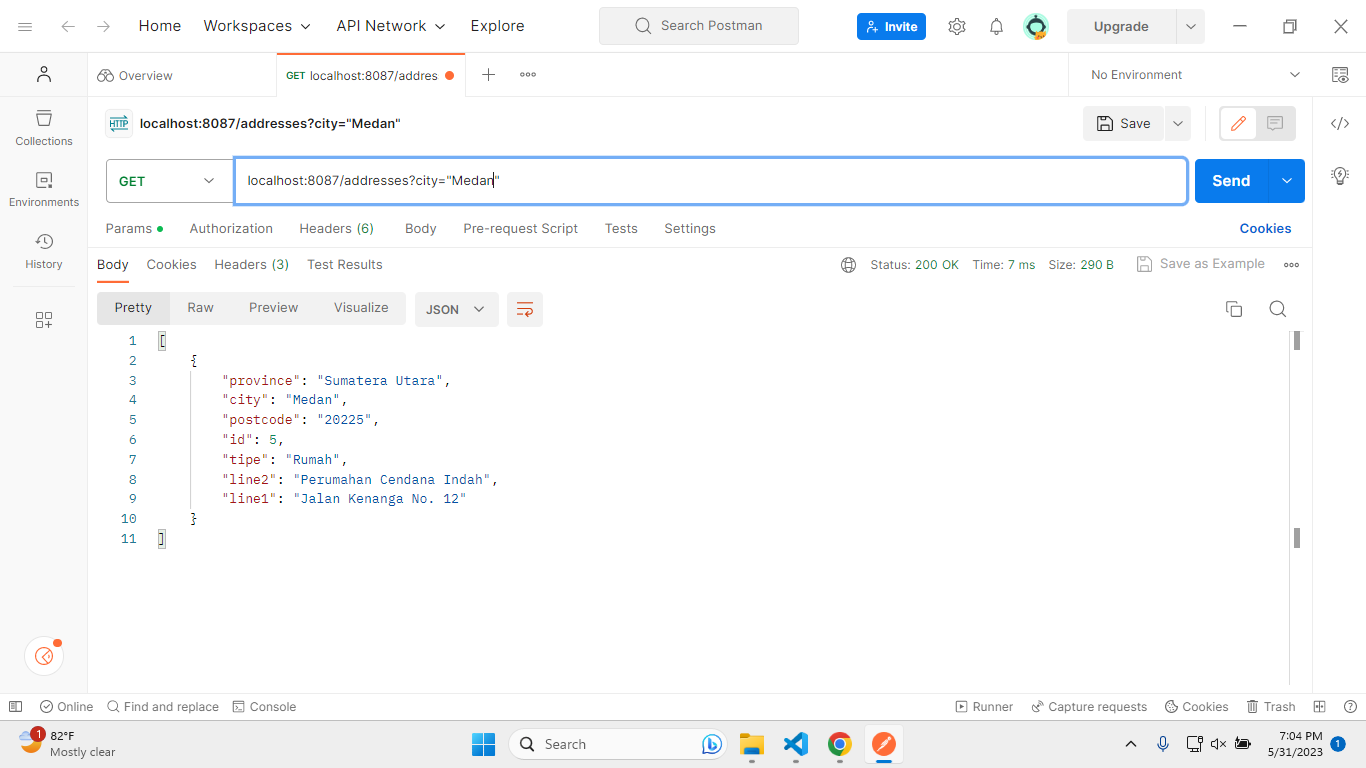 Home Workspaces API Network Explore Search Postman Invite Upgrade
Overview GET localhost:8087/addres No Environment
HTTP localhost:8087/addresses?city="Medan" Save
Collections
Environments
History
GET localhost:8087/addresses?city="Medan" Send
Params Authorization Headers (6) Body Pre-request Script Tests Settings Cookies
Body Cookies Headers (3) Test Results Status: 200 OK Time: 7 ms Size: 290 B Save as Example
Pretty Raw Preview Visualize JSON
1 [
2 {
3 "province": "Sumatera Utara",
4 "city": "Medan",
5 "postcode": "20225",
6 "id": 5,
7 "tipe": "Rumah",
8 "line2": "Perumahan Cendana Indah",
9 "line1": "Jalan Kenanga No. 12"
10 }
11 ]
Online Find and replace Console Runner Capture requests Cookies Trash
1 82°F
Mostly clear
Search
7:04 PM
5/31/2023
1